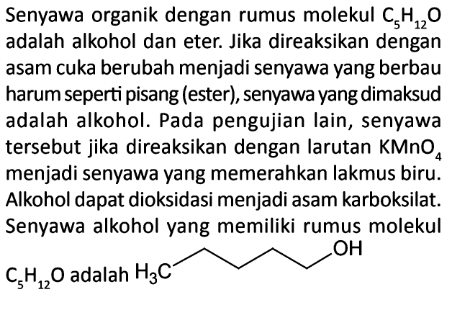 Senyawa organik dengan rumus molekul C₅H₁₂O
adalah alkohol dan eter. Jika direaksikan dengan
asam cuka berubah menjadi senyawa yang berbau
harum seperti pisang (ester), senyawa yang dimaksud
adalah alkohol. Pada pengujian lain, senyawa
tersebut jika direaksikan dengan larutan KMnO₄
menjadi senyawa yang memerahkan lakmus biru.
Alkohol dapat dioksidasi menjadi asam karboksilat.
Senyawa alkohol yang memiliki rumus molekul
C₅H₁₂O adalah H₃C OH